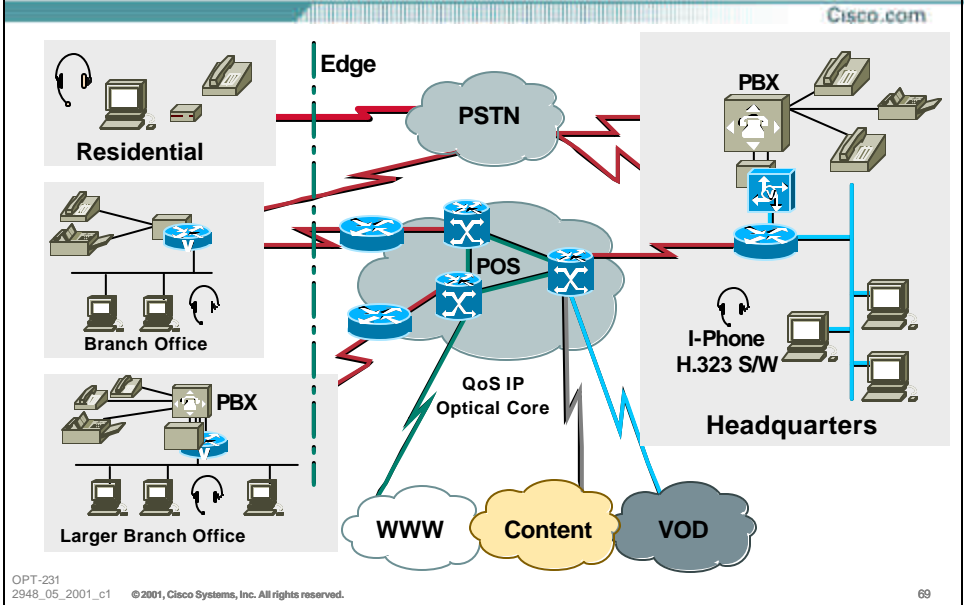 Cisco.com
Edge
PSTN
PBX
Residential
V
Branch Office
POS
QoS IP
Optical Core
I-Phone
H.323 S/W
Headquarters
PBX
V
Larger Branch Office
WWW
Content
VOD
OPT-231
2948_05_2001_c1
© 2001, Cisco Systems, Inc. All rights reserved.
69